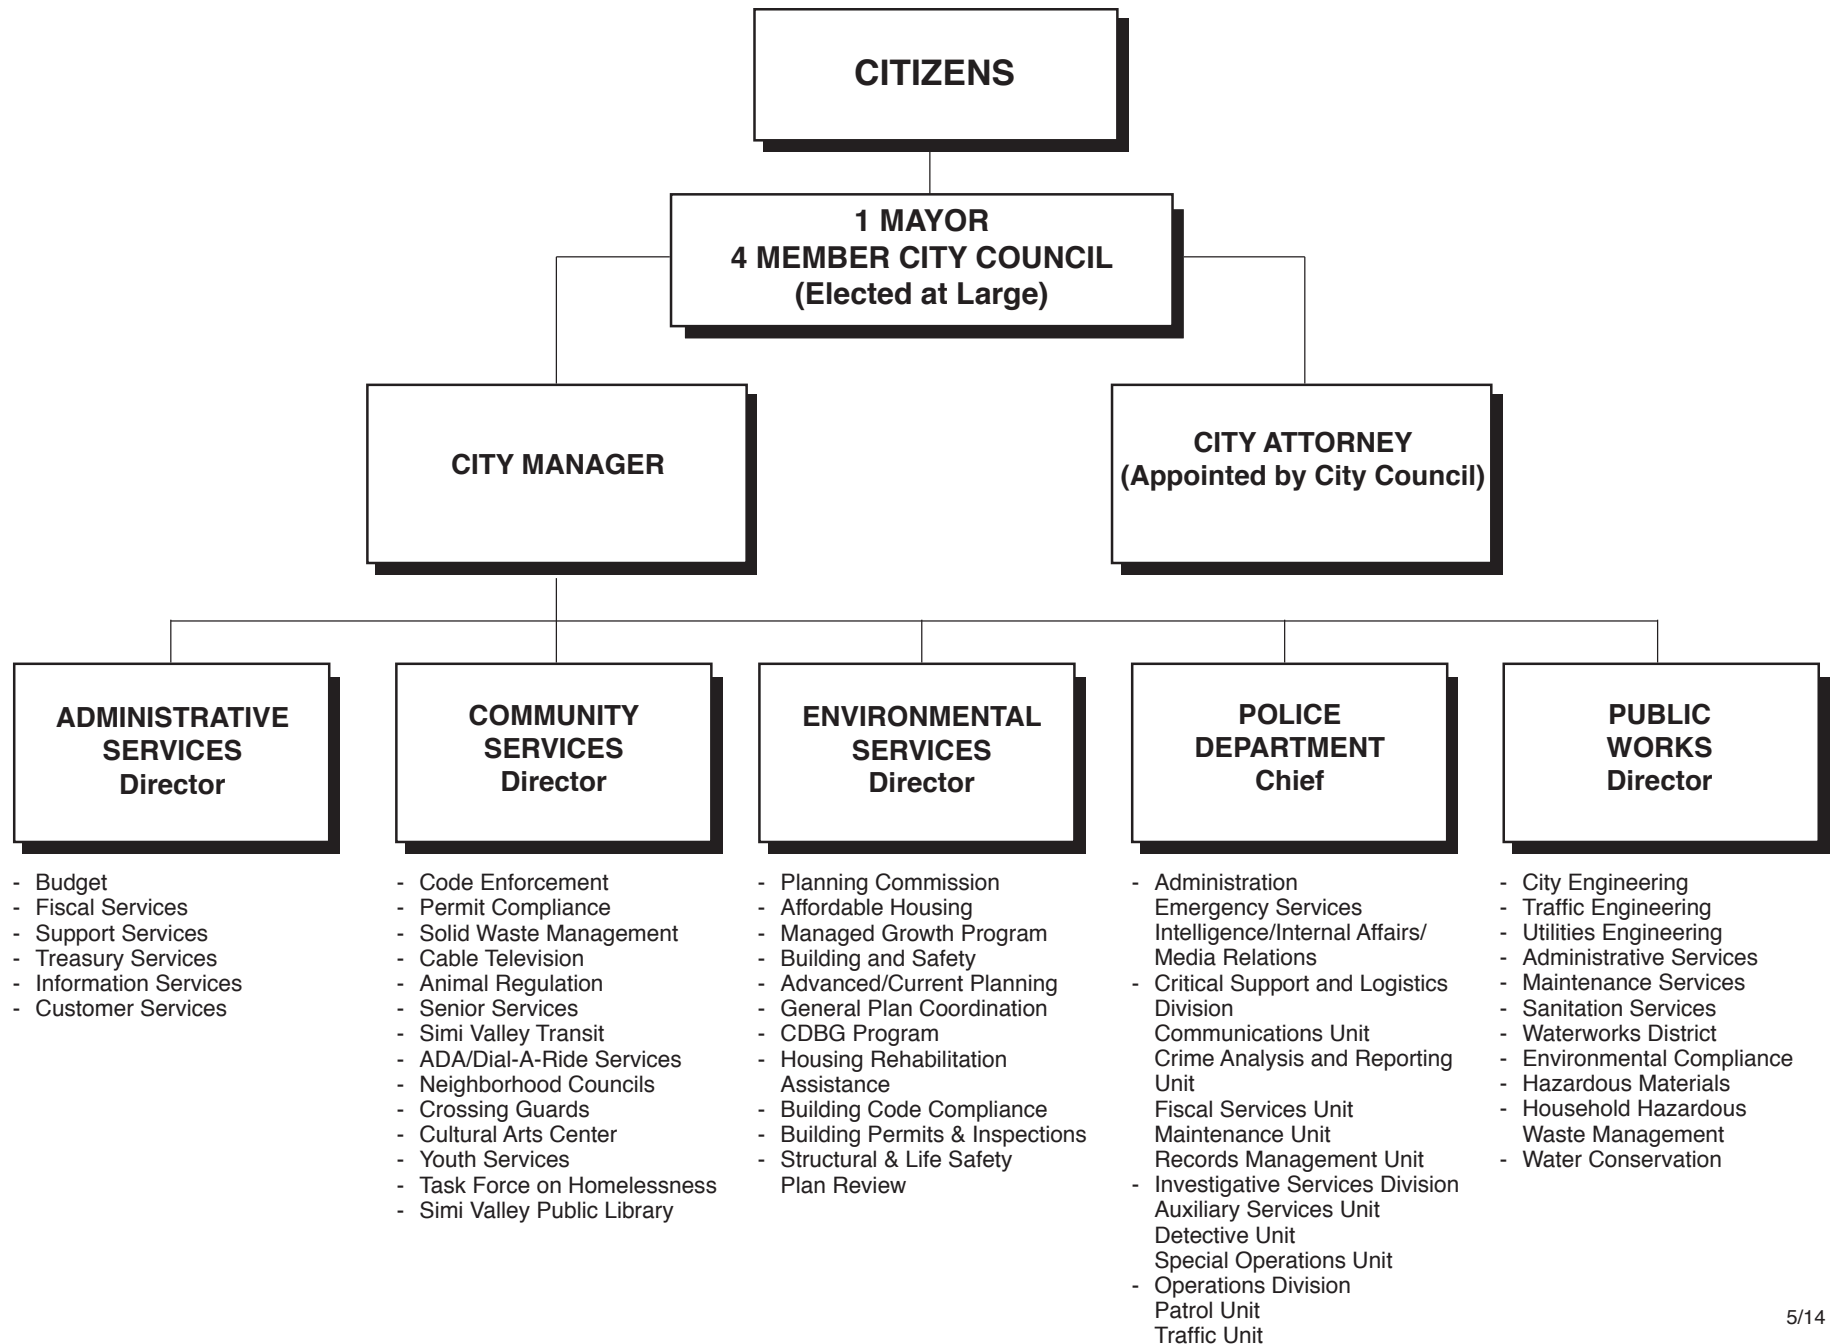 CITIZENS
1 MAYOR
4 MEMBER CITY COUNCIL
(Elected at Large)
CITY MANAGER
CITY ATTORNEY
(Appointed by City Council)
ADMINISTRATIVE
SERVICES
Director
- Budget
- Fiscal Services
- Support Services
- Treasury Services
- Information Services
- Customer Services
COMMUNITY
SERVICES
Director
- Code Enforcement
- Permit Compliance
- Solid Waste Management
- Cable Television
- Animal Regulation
- Senior Services
- Simi Valley Transit
- ADA/Dial-A-Ride Services
- Neighborhood Councils
- Crossing Guards
- Cultural Arts Center
- Youth Services
- Task Force on Homelessness
- Simi Valley Public Library
ENVIRONMENTAL
SERVICES
Director
- Planning Commission
- Affordable Housing
- Managed Growth Program
- Building and Safety
- Advanced/Current Planning
- General Plan Coordination
- CDBG Program
- Housing Rehabilitation
Assistance
- Building Code Compliance
- Building Permits & Inspections
- Structural & Life Safety
Plan Review
POLICE
DEPARTMENT
Chief
- Administration
Emergency Services
Intelligence/Internal Affairs/
Media Relations
- Critical Support and Logistics
Division
Communications Unit
Crime Analysis and Reporting
Unit
Fiscal Services Unit
Maintenance Unit
Records Management Unit
- Investigative Services Division
Auxiliary Services Unit
Detective Unit
Special Operations Unit
- Operations Division
Patrol Unit
Traffic Unit
PUBLIC
WORKS
Director
- City Engineering
- Traffic Engineering
- Utilities Engineering
- Administrative Services
- Maintenance Services
- Sanitation Services
- Waterworks District
- Environmental Compliance
- Hazardous Materials
- Household Hazardous
Waste Management
- Water Conservation
5/14